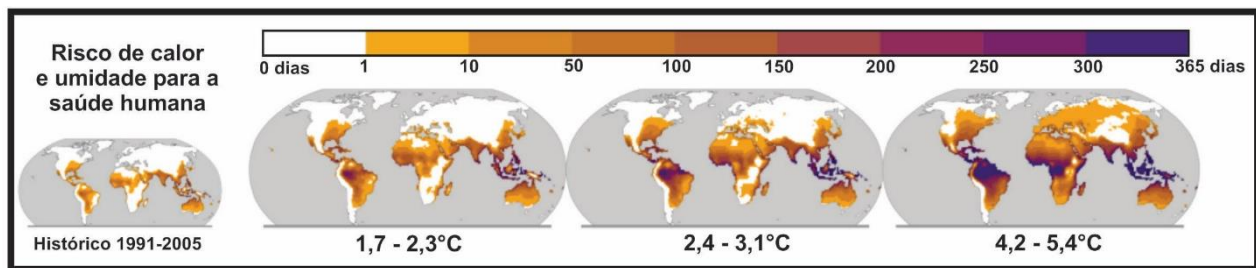 Risco de calor
e umidade para a
saúde humana
0 dias 1 10 50 100 150 200 250 300 365 dias
Histórico 1991-2005
1,7 - 2,3°C
2,4 - 3,1°C
4,2 - 5,4°C